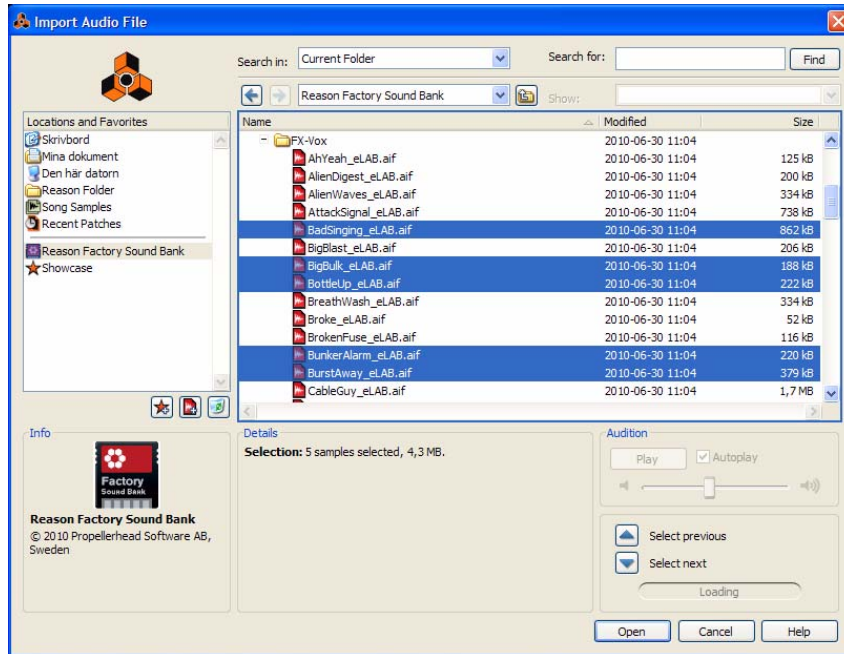 Import Audio File
Search in: Current Folder Search for: Find
Reason Factory Sound Bank Show:
Locations and Favorites
Skrivbord
Mina dokument
Den här datorn
Reason Folder
Song Samples
Recent Patches
Reason Factory Sound Bank
Showcase
Name Modified Size
FX-Vox 2010-06-30 11:04
AhYeah_eLAB.aif 2010-06-30 11:04 125 kB
AlienDigest_eLAB.aif 2010-06-30 11:04 200 kB
AlienWaves_eLAB.aif 2010-06-30 11:04 334 kB
AttackSignal_eLAB.aif 2010-06-30 11:04 738 kB
BadSinging_eLAB.aif 2010-06-30 11:04 862 kB
BigBlast_eLAB.aif 2010-06-30 11:04 206 kB
BigBulk_eLAB.aif 2010-06-30 11:04 188 kB
BottleUp_eLAB.aif 2010-06-30 11:04 222 kB
BreathWash_eLAB.aif 2010-06-30 11:04 334 kB
Broke_eLAB.aif 2010-06-30 11:04 52 kB
BrokenFuse_eLAB.aif 2010-06-30 11:04 116 kB
BunkerAlarm_eLAB.aif 2010-06-30 11:04 220 kB
BurstAway_eLAB.aif 2010-06-30 11:04 379 kB
CableGuy_eLAB.aif 2010-06-30 11:04 1,7 MB
Info
Factory
Sound Bank
Reason Factory Sound Bank
© 2010 Propellerhead Software AB,
Sweden
Details
Selection: 5 samples selected, 4,3 MB.
Audition
Play Autoplay
Select previous
Select next
Loading
Open Cancel Help